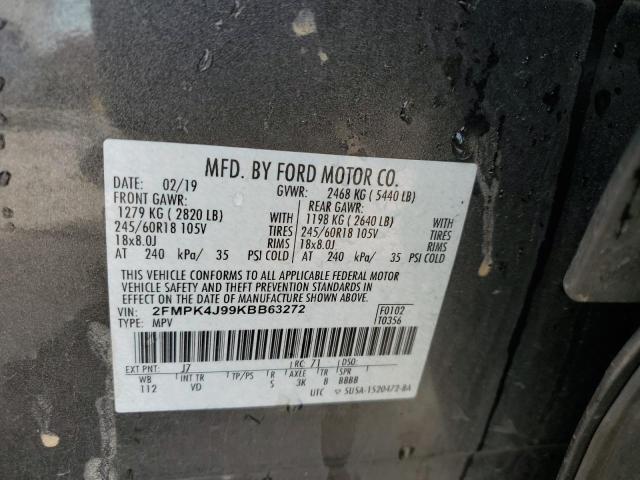 MFD. BY FORD MOTOR CO.
DATE: 02/19 GVWR: 2468 KG ( 5440 LB)
FRONT GAWR: REAR GAWR:
1279 KG ( 2820 LB) WITH 1198 KG ( 2640 LB) WITH
245/60R18 105V TIRES 245/60R18 105V TIRES
18x8.0J RIMS 18x8.0J RIMS
AT 240 kPa/ 35 PSI COLD AT 240 kPa/ 35 PSI COLD
THIS VEHICLE CONFORMS TO ALL APPLICABLE FEDERAL MOTOR
VEHICLE SAFETY AND THEFT PREVENTION STANDARDS IN
EFFECT ON THE DATE OF MANUFACTURE SHOWN ABOVE.
VIN: 2FMPK4J99KBB63272 F0102
TYPE: MPV T0356
EXT PNT: J7 RC: 71 DSO:
WB INT TR TP/PS R AXLE TR SPR
112 VD S 3K B BBBB
UTC SU5A-1520472-BA